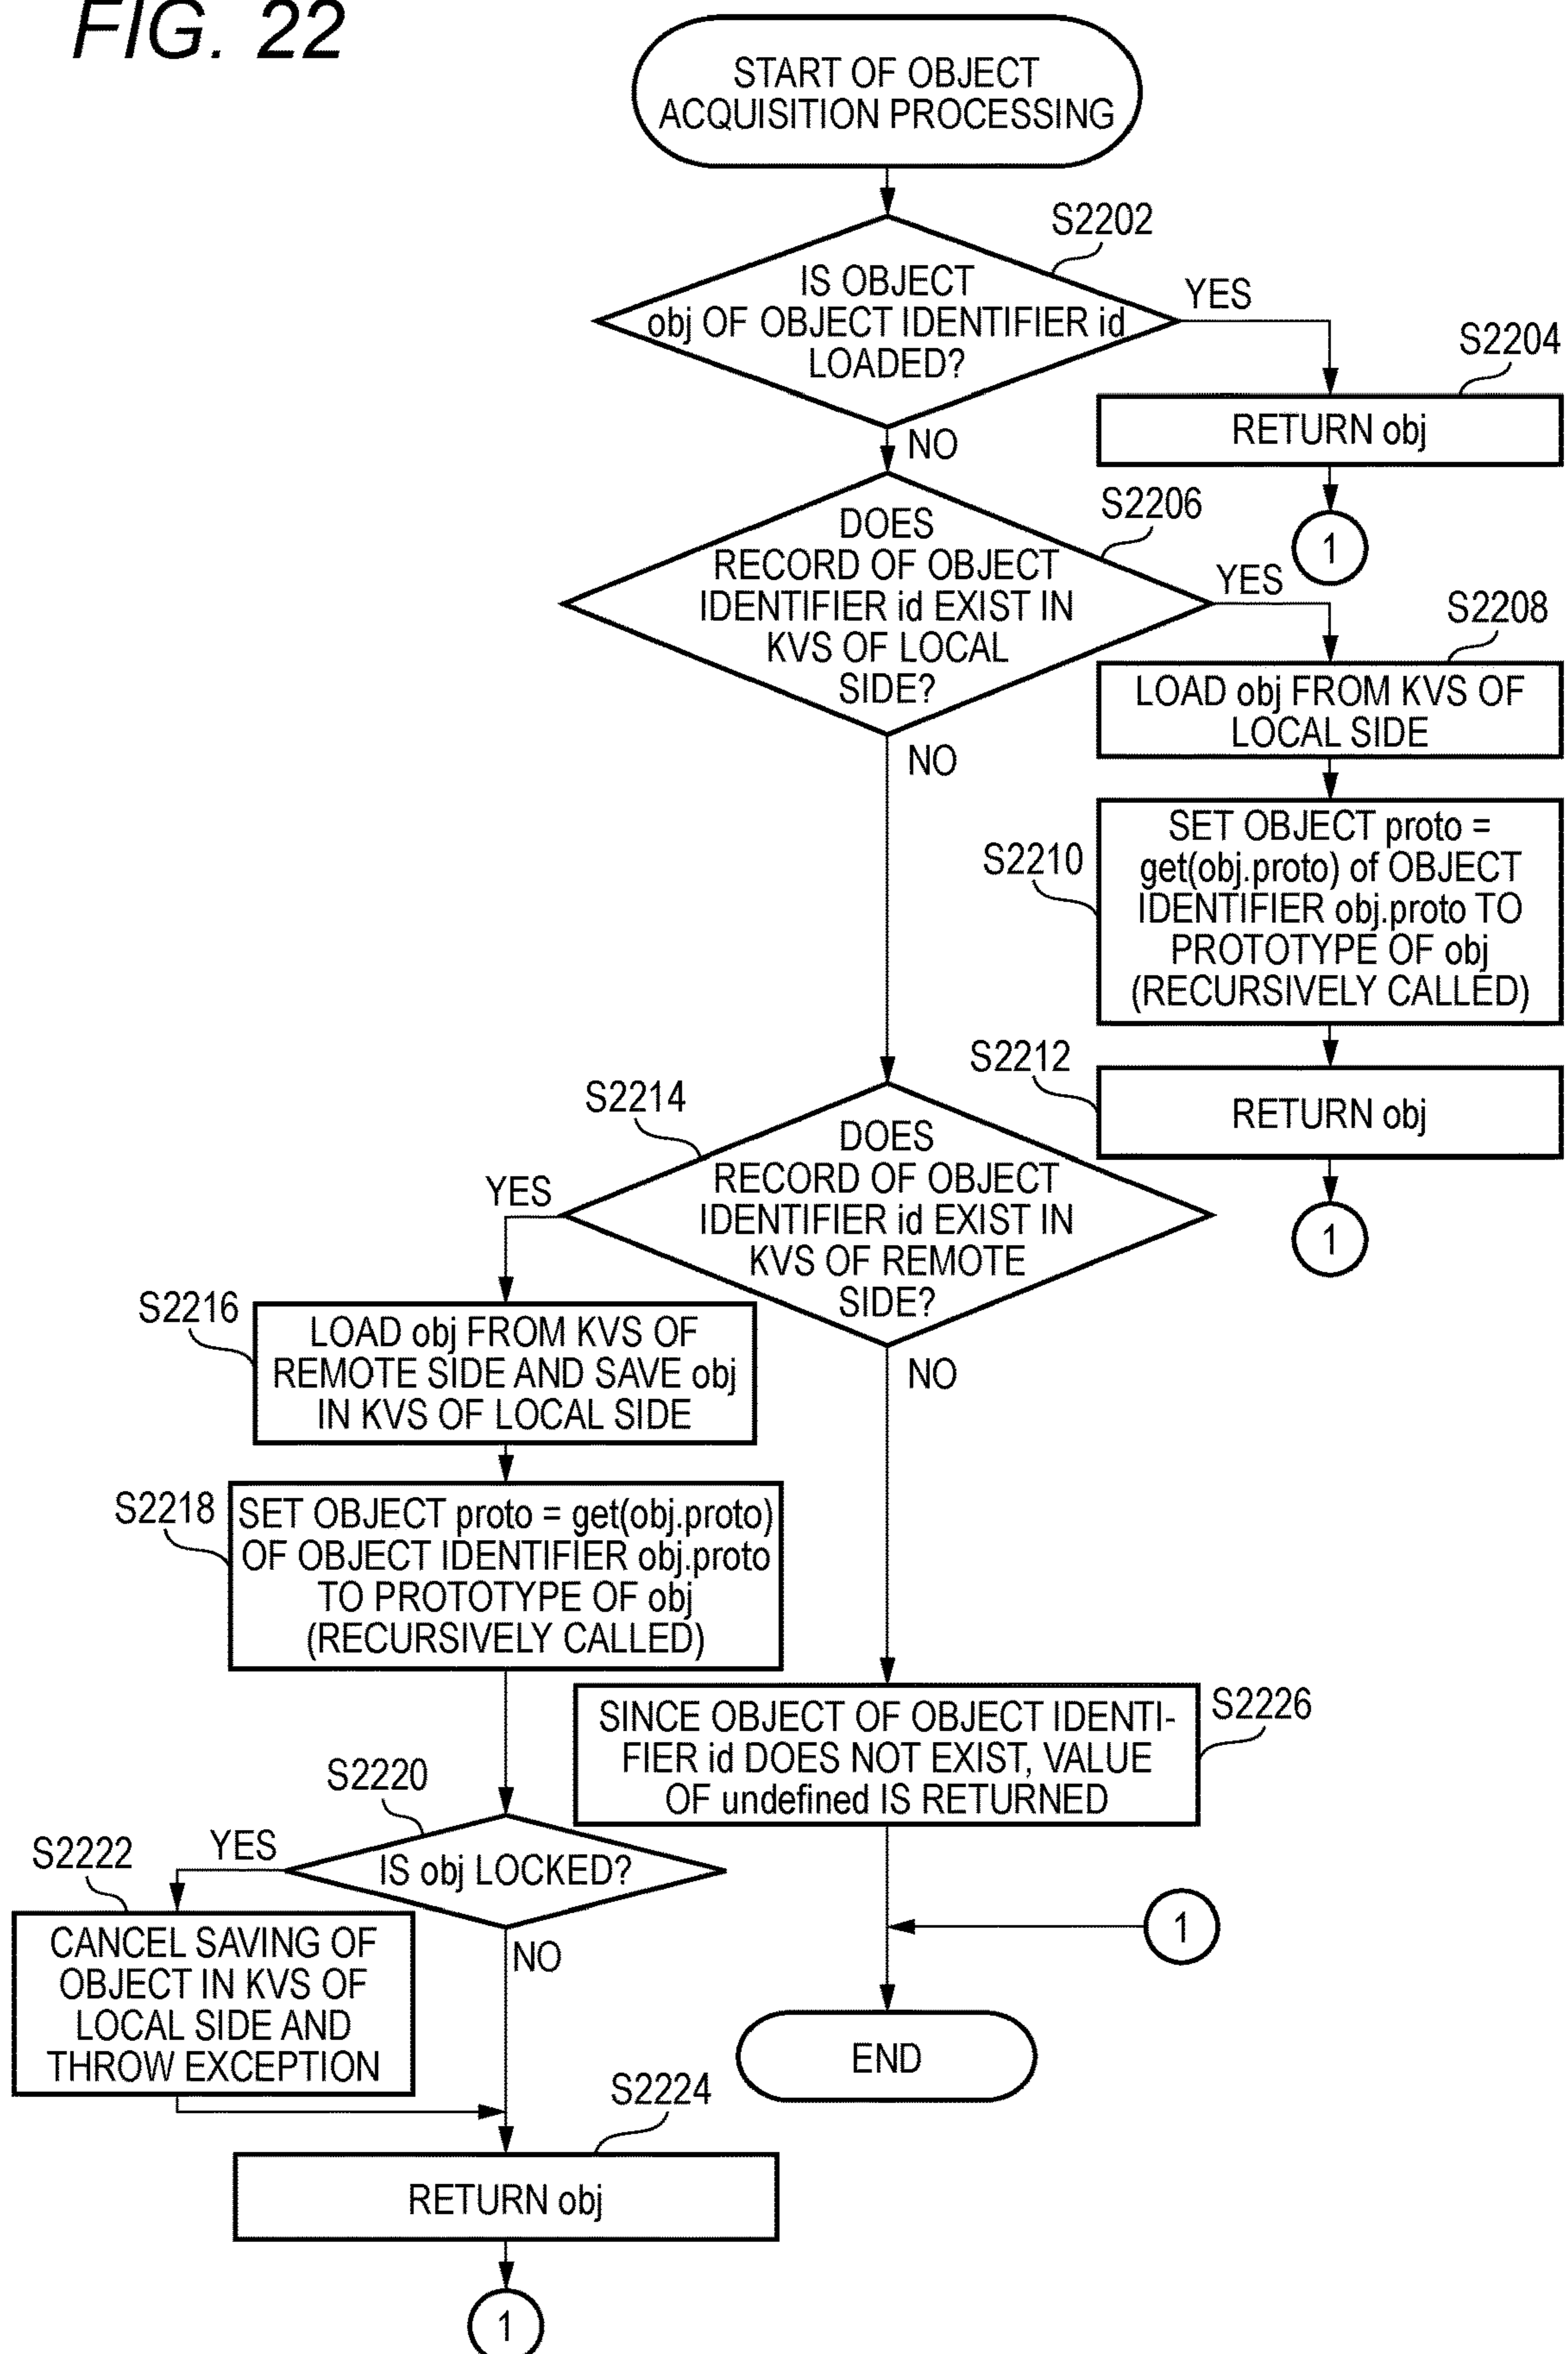 FIG. 22
START OF OBJECT
ACQUISITION PROCESSING
S2202
IS OBJECT
obj OF OBJECT IDENTIFIER id
LOADED?
YES
S2204
RETURN obj
NO
1
S2206
DOES
RECORD OF OBJECT
IDENTIFIER id EXIST IN
KVS OF LOCAL
SIDE?
YES
S2208
LOAD obj FROM KVS OF
LOCAL SIDE
NO
S2210
SET OBJECT proto =
get(obj.proto) of OBJECT
IDENTIFIER obj.proto TO
PROTOTYPE OF obj
(RECURSIVELY CALLED)
S2212
RETURN obj
1
S2214
DOES
RECORD OF OBJECT
IDENTIFIER id EXIST IN
KVS OF REMOTE
SIDE?
YES
S2216
LOAD obj FROM KVS OF
REMOTE SIDE AND SAVE obj
IN KVS OF LOCAL SIDE
NO
S2218
SET OBJECT proto = get(obj.proto)
OF OBJECT IDENTIFIER obj.proto
TO PROTOTYPE OF obj
(RECURSIVELY CALLED)
SINCE OBJECT OF OBJECT IDENTI-
FIER id DOES NOT EXIST, VALUE
OF undefined IS RETURNED
S2226
S2220
IS obj LOCKED?
YES
S2222
CANCEL SAVING OF
OBJECT IN KVS OF
LOCAL SIDE AND
THROW EXCEPTION
NO
1
END
S2224
RETURN obj
1